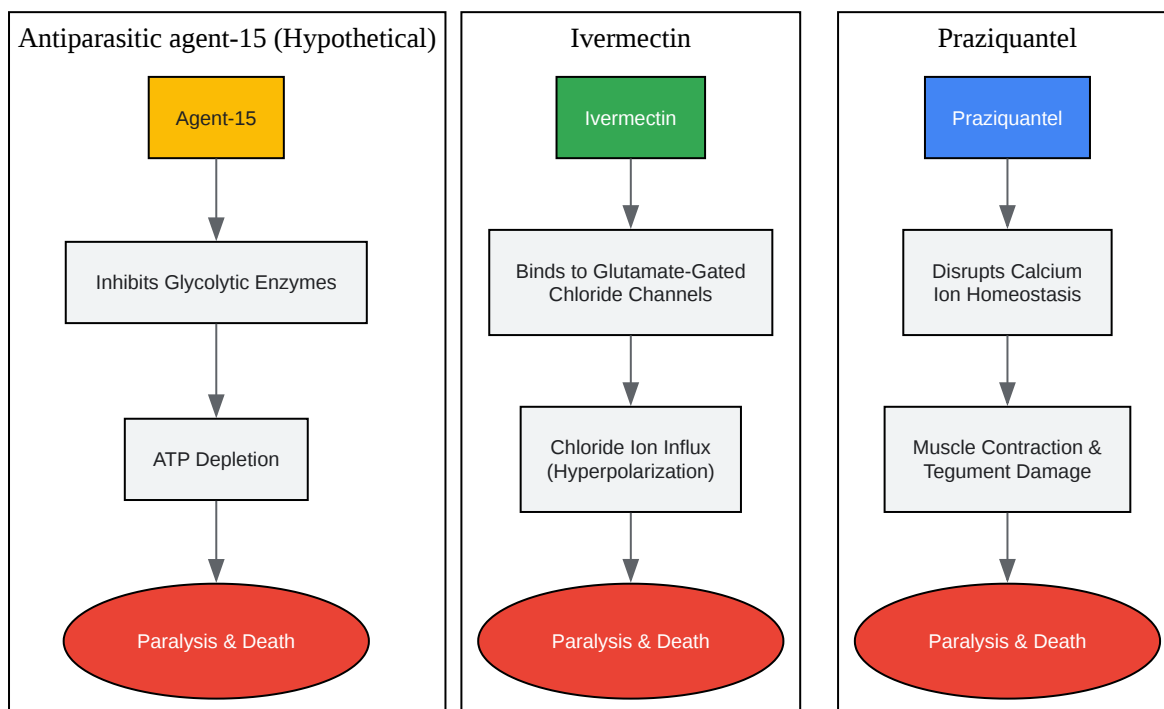 Antiparasitic agent-15 (Hypothetical)
Agent-15
Inhibits Glycolytic Enzymes
ATP Depletion
Paralysis & Death
Ivermectin
Ivermectin
Binds to Glutamate-Gated
Chloride Channels
Chloride Ion Influx
(Hyperpolarization)
Paralysis & Death
Praziquantel
Praziquantel
Disrupts Calcium
Ion Homeostasis
Muscle Contraction &
Tegument Damage
Paralysis & Death